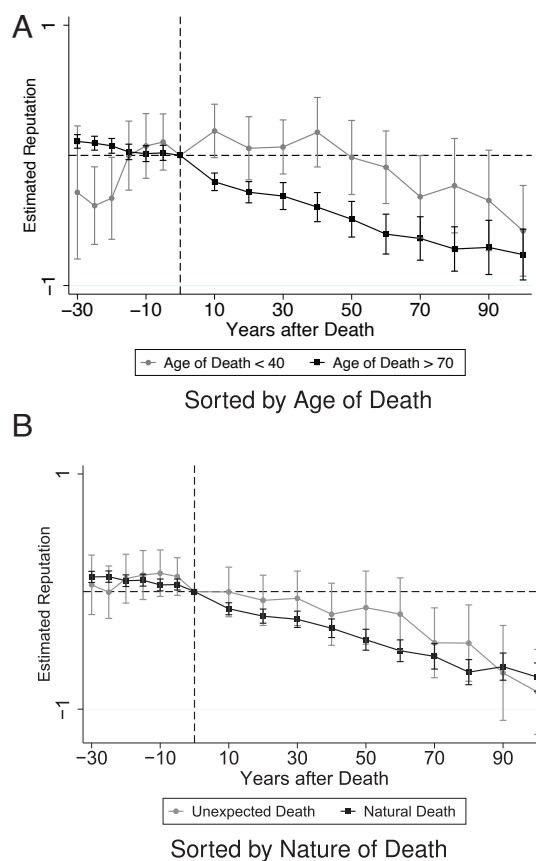 A
1
Estimated Reputation
−1
−30 −10 10 30 50 70 90
Years after Death
Age of Death < 40 Age of Death > 70
Sorted by Age of Death
B
1
Estimated Reputation
−1
−30 −10 10 30 50 70 90
Years after Death
Unexpected Death Natural Death
Sorted by Nature of Death